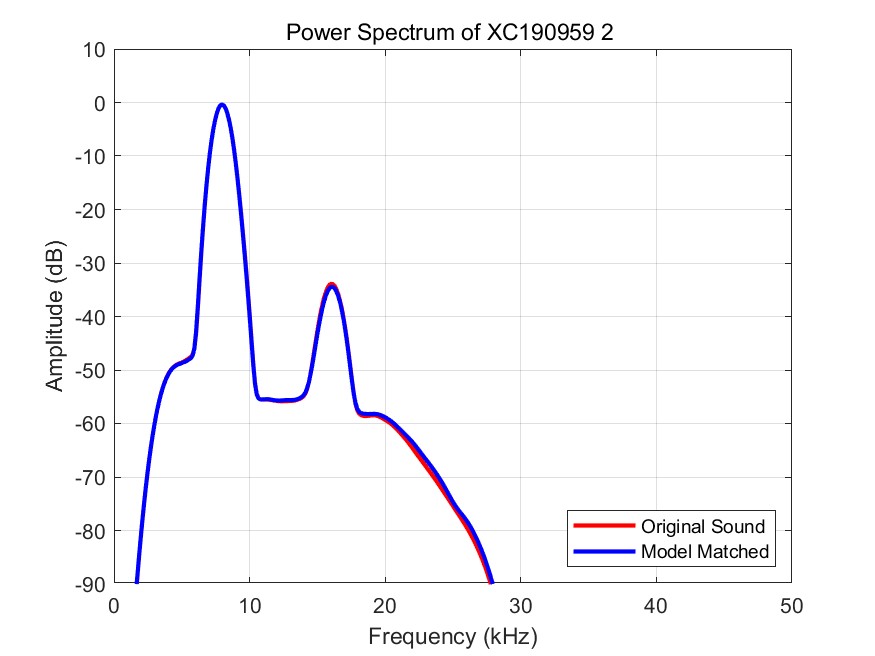 Power Spectrum of XC190959 2
10
0
-10
-20
-30
-40
-50
-60
-70
-80
-90
Amplitude (dB)
0 10 20 30 40 50
Frequency (kHz)
Original Sound
Model Matched